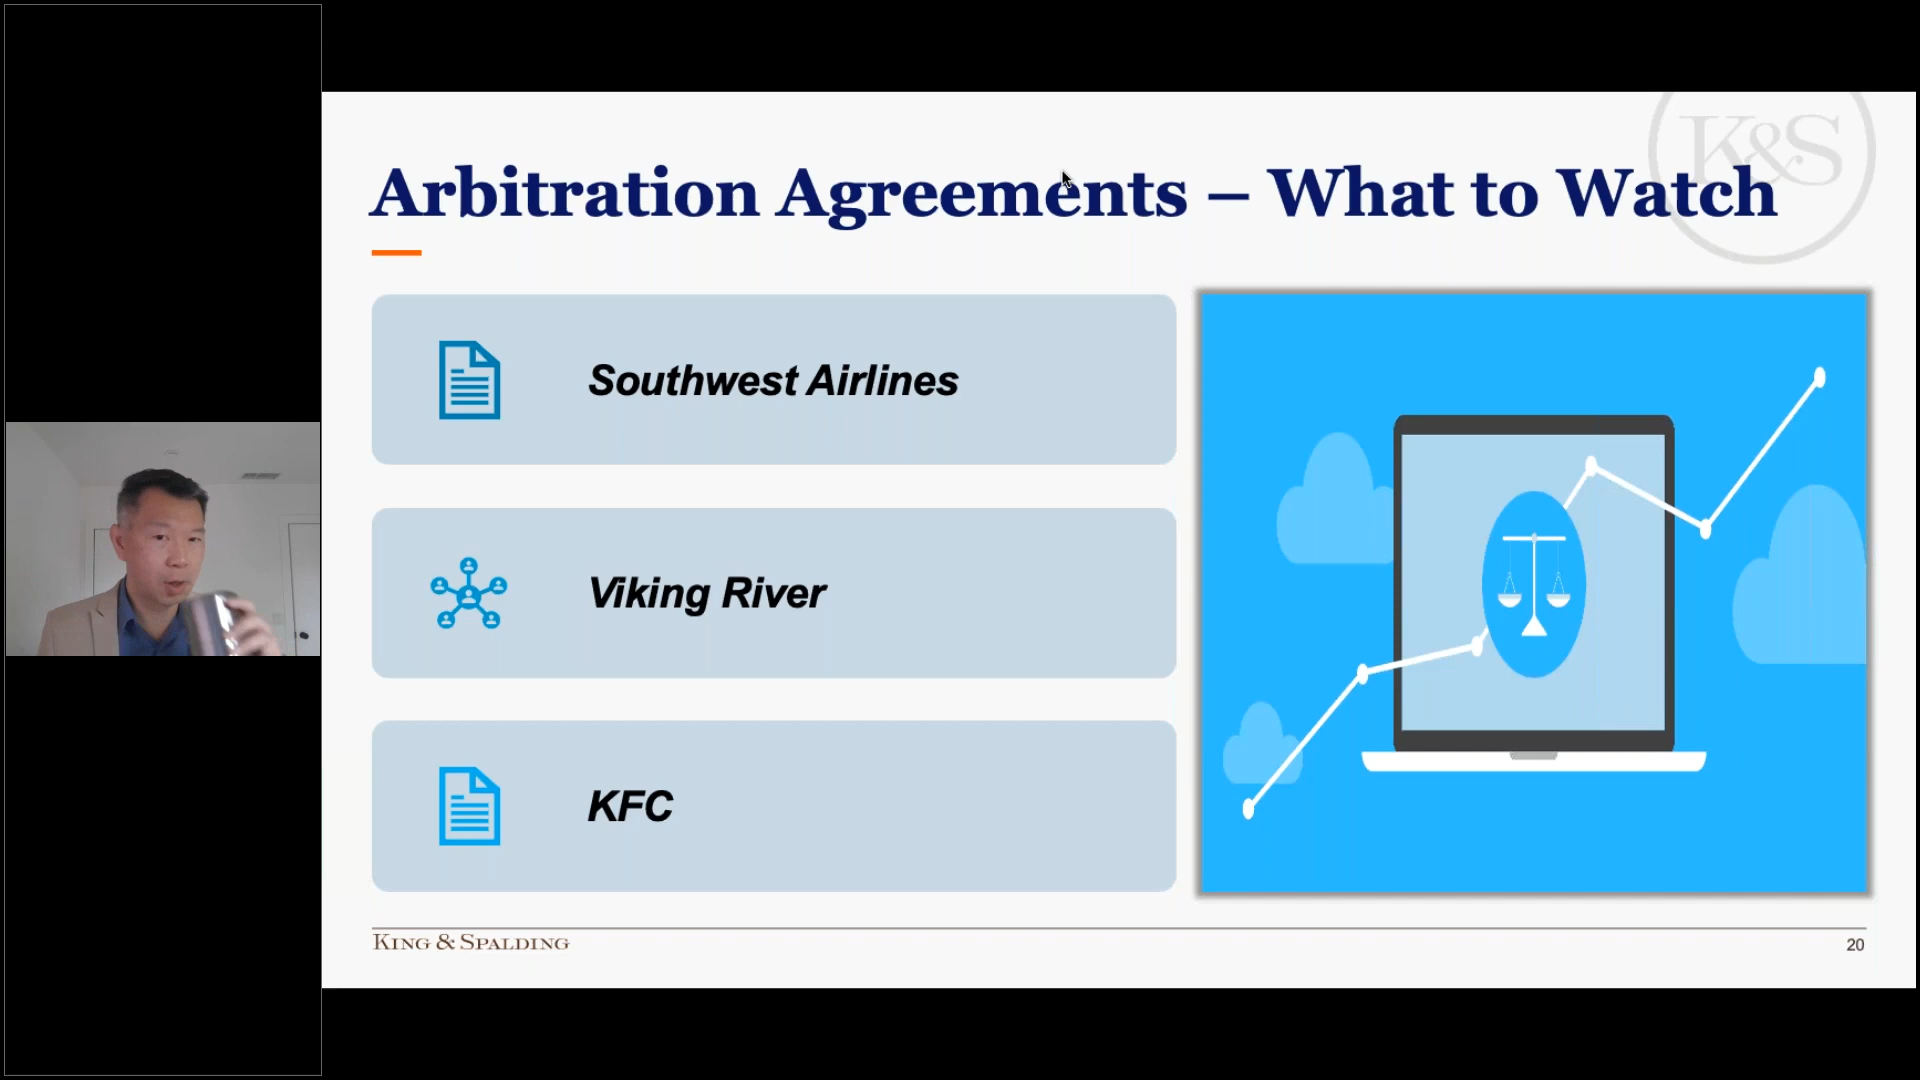 K&S
Arbitration Agreements – What to Watch
Southwest Airlines
Viking River
KFC
KING & SPALDING
20